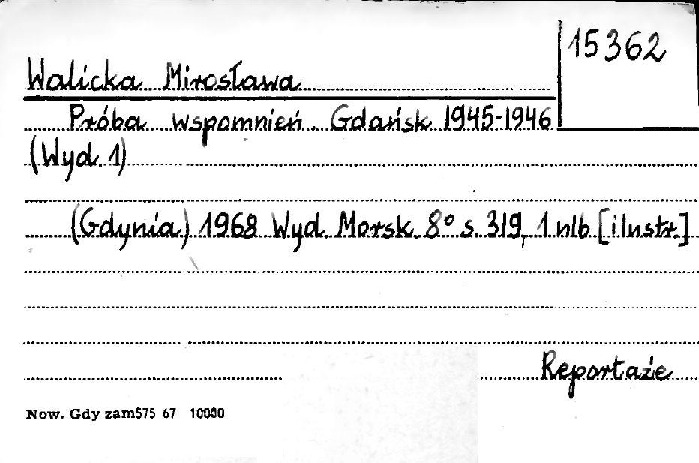 15362
Walicka Mirosława
Próba wspomnień. Gdańsk 1945-1946
(Wyd. 1)
(Gdynia) 1968 Wyd. Morsk. 8° s. 319, 1 nlb. [ilustr.]
Reportaże
Now. Gdy zam575 67 10000